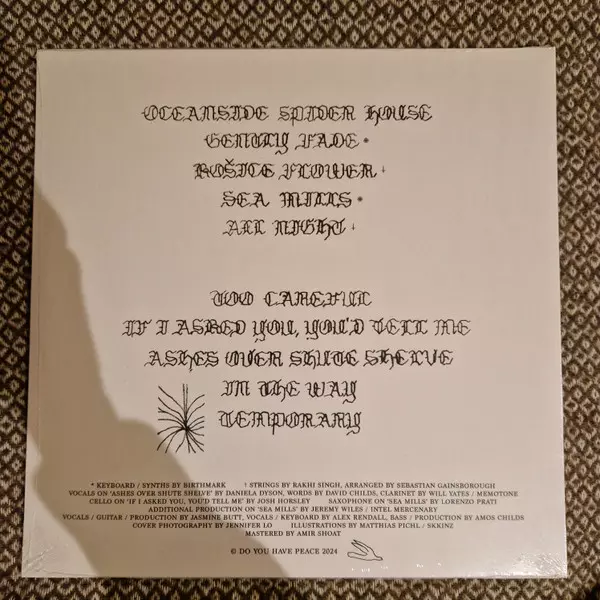 OCEANSIDE SPIDER HOUSE
GENTLY FADE *
ROŠITE FLOWER †
SEA MILLS *
ALL NIGHT †
TOO CAREFUL
IF I ASKED YOU, YOU'D TELL ME
ASHES OVER SHUTE SHELVE
IN THE WAY
TEMPORARY
* KEYBOARD / SYNTHS BY BIRTHMARK † STRINGS BY RAKHI SINGH, ARRANGED BY SEBASTIAN GAINSBOROUGH
VOCALS ON 'ASHES OVER SHUTE SHELVE' BY DANIELA DYSON, WORDS BY DAVID CHILDS, CLARINET BY WILL YATES / MEMOTONE
CELLO ON 'IF I ASKED YOU, YOU'D TELL ME' BY JOSH HORSLEY SAXOPHONE ON 'SEA MILLS' BY LORENZO PRATI
ADDITIONAL PRODUCTION ON 'SEA MILLS' BY JEREMY WILES / INTEL MERCENARY
VOCALS / GUITAR / PRODUCTION BY JASMINE BUTT, VOCALS / KEYBOARD BY ALEX RENDALL, BASS / PRODUCTION BY AMOS CHILDS
COVER PHOTOGRAPHY BY JENNIFER LO ILLUSTRATIONS BY MATTHIAS PICHL / SKKINZ
MASTERED BY AMIR SHOAT
© DO YOU HAVE PEACE 2024